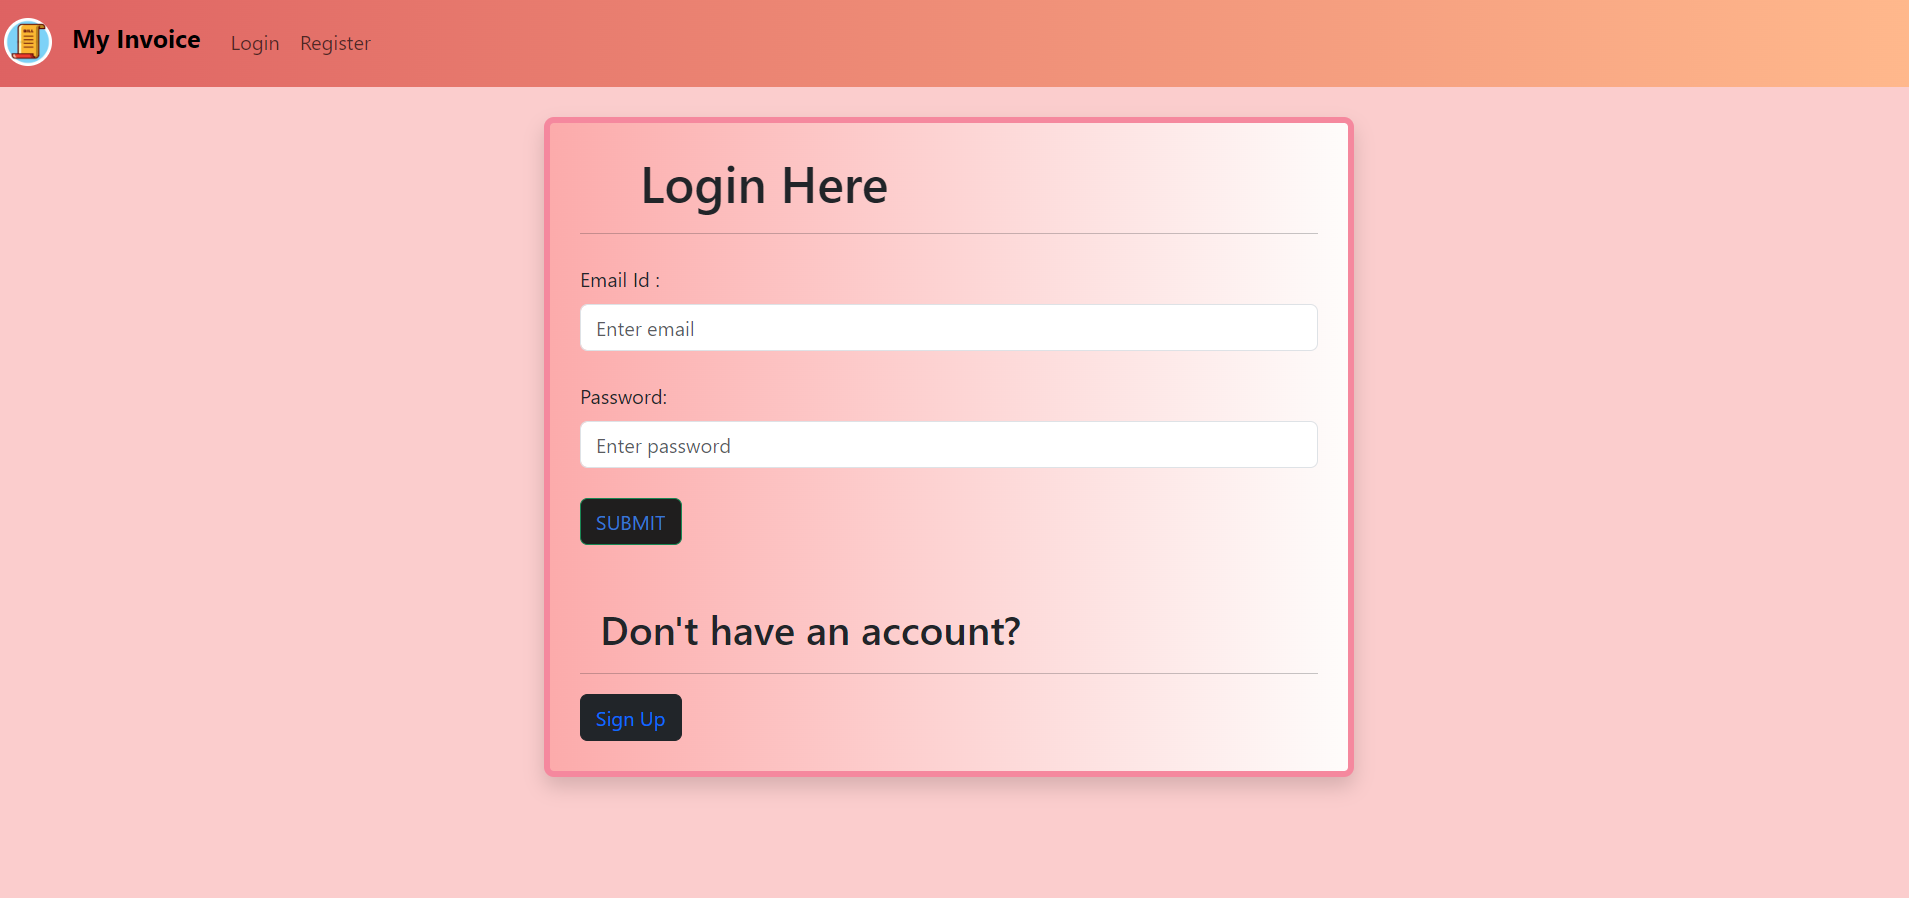 My Invoice Login Register
Login Here
Email Id :
Enter email
Password:
Enter password
SUBMIT
Don't have an account?
Sign Up